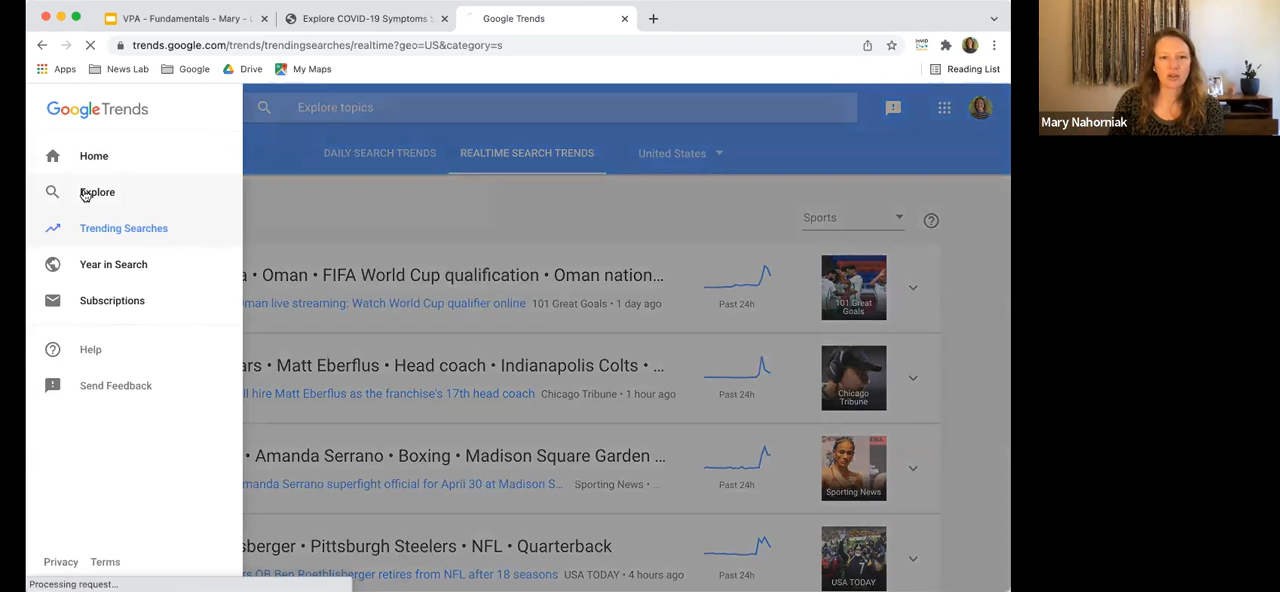 VPA - Fundamentals - Mary -
Explore COVID-19 Symptoms
Google Trends
trends.google.com/trends/trendingsearches/realtime?geo=US&category=s
Apps
News Lab
Google
Drive
My Maps
Reading List
Google Trends
Explore topics
Home
DAILY SEARCH TRENDS
REALTIME SEARCH TRENDS
United States
Explore
Trending Searches
Sports
Year in Search
• Oman • FIFA World Cup qualification • Oman nation...
man live streaming: Watch World Cup qualifier online 101 Great Goals • 1 day ago
Past 24h
101 Great Goals
Subscriptions
Help
Send Feedback
ars • Matt Eberflus • Head coach • Indianapolis Colts • ...
ll hire Matt Eberflus as the franchise's 17th head coach Chicago Tribune • 1 hour ago
Past 24h
Chicago Tribune
• Amanda Serrano • Boxing • Madison Square Garden ...
manda Serrano superfight official for April 30 at Madison S... Sporting News • ...
Past 24h
Sporting News
sberger • Pittsburgh Steelers • NFL • Quarterback
rs QB Ben Roethlisberger retires from NFL after 18 seasons USA TODAY • 4 hours ago
Past 24h
USA TODAY
Privacy Terms
Processing request...
Mary Nahorniak